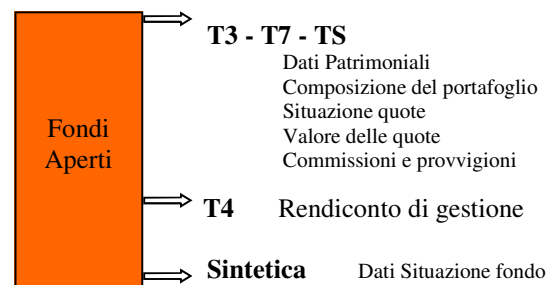 Fondi
Aperti
T3 - T7 - TS
Dati Patrimoniali
Composizione del portafoglio
Situazione quote
Valore delle quote
Commissioni e provvigioni
T4 Rendiconto di gestione
Sintetica Dati Situazione fondo